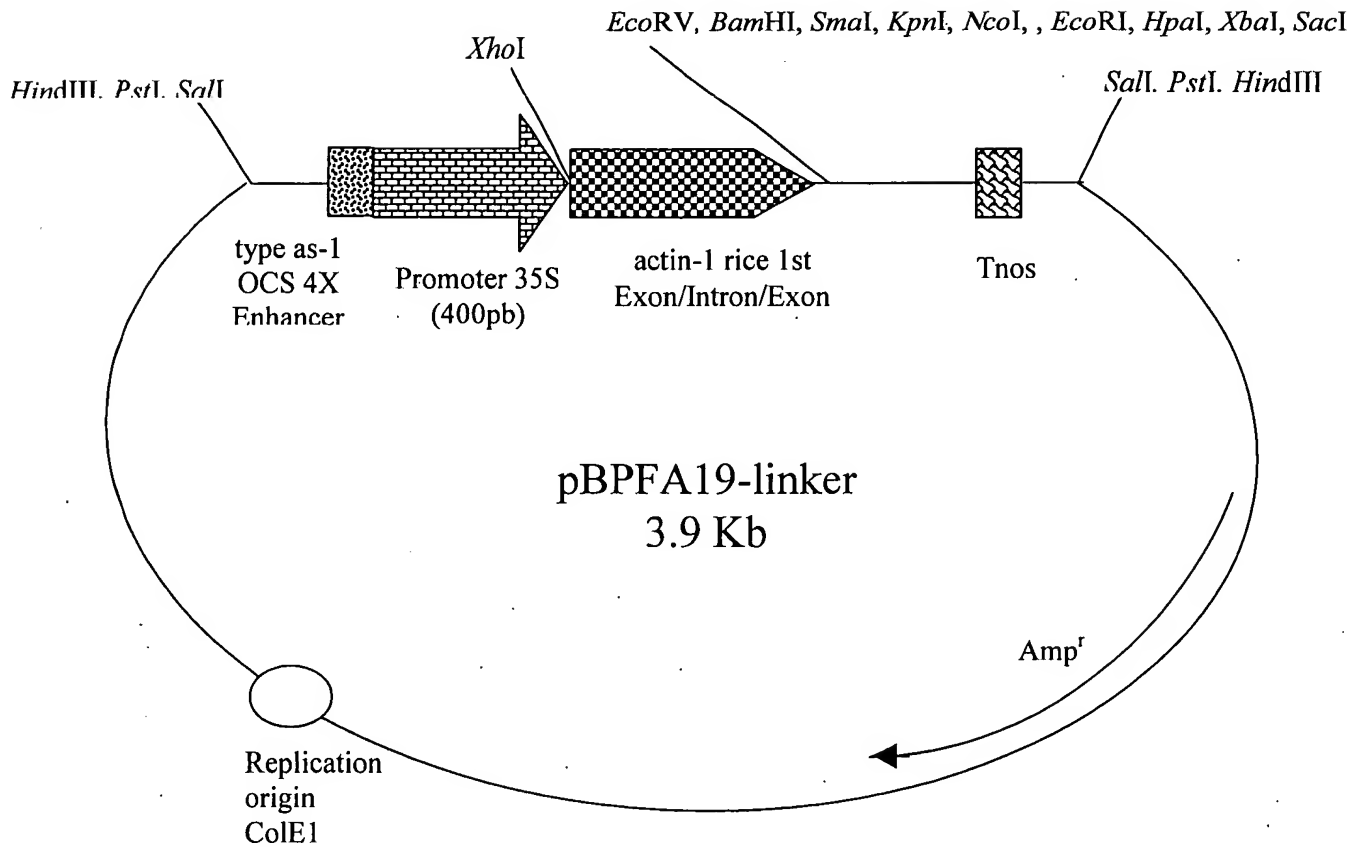 EcoRV, BamHI, SmaI, KpnI, NcoI, , EcoRI, HpaI, XbaI, SacI
XhoI
HindIII. PstI. SalI
SalI. PstI. HindIII
type as-1
OCS 4X
Enhancer
Promoter 35S
(400pb)
actin-1 rice 1st
Exon/Intron/Exon
Tnos
pBPFA19-linker
3.9 Kb
Ampʳ
Replication
origin
ColE1